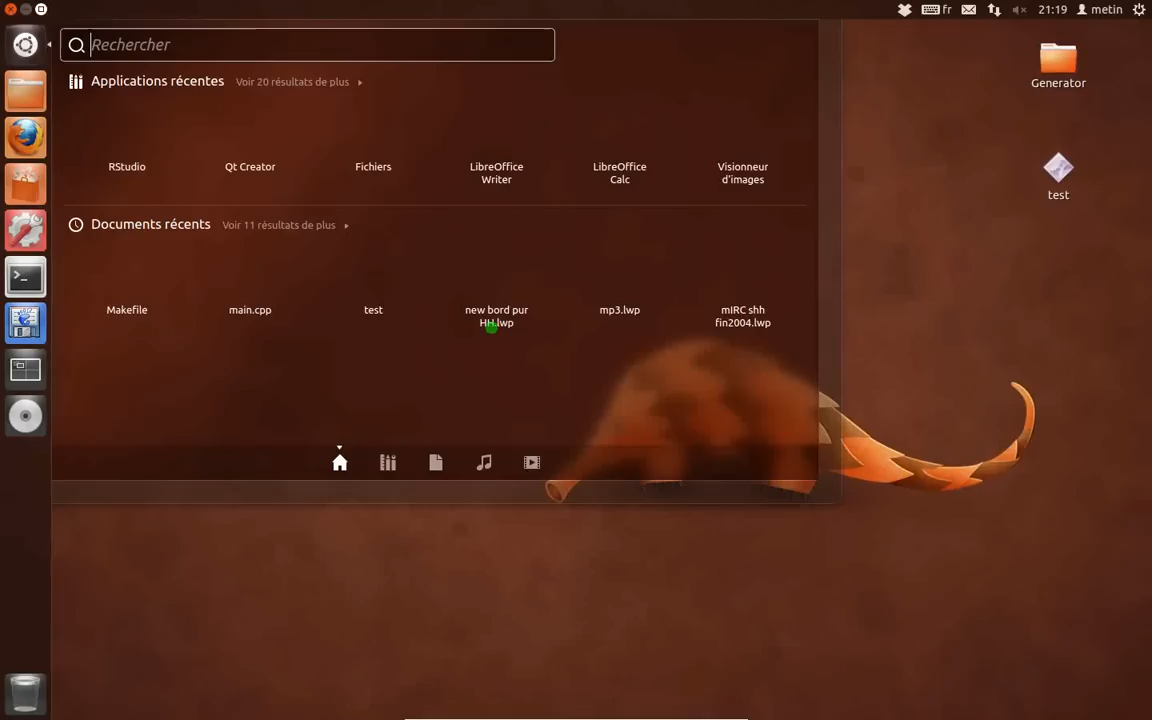 fr
21:19
metin
Rechercher
Applications récentes Voir 20 résultats de plus
RStudio
Qt Creator
Fichiers
LibreOffice
Writer
LibreOffice
Calc
Visionneur
d'images
Documents récents Voir 11 résultats de plus
Makefile
main.cpp
test
new bord pur
HH.lwp
mp3.lwp
mIRC shh
fin2004.lwp
Generator
test